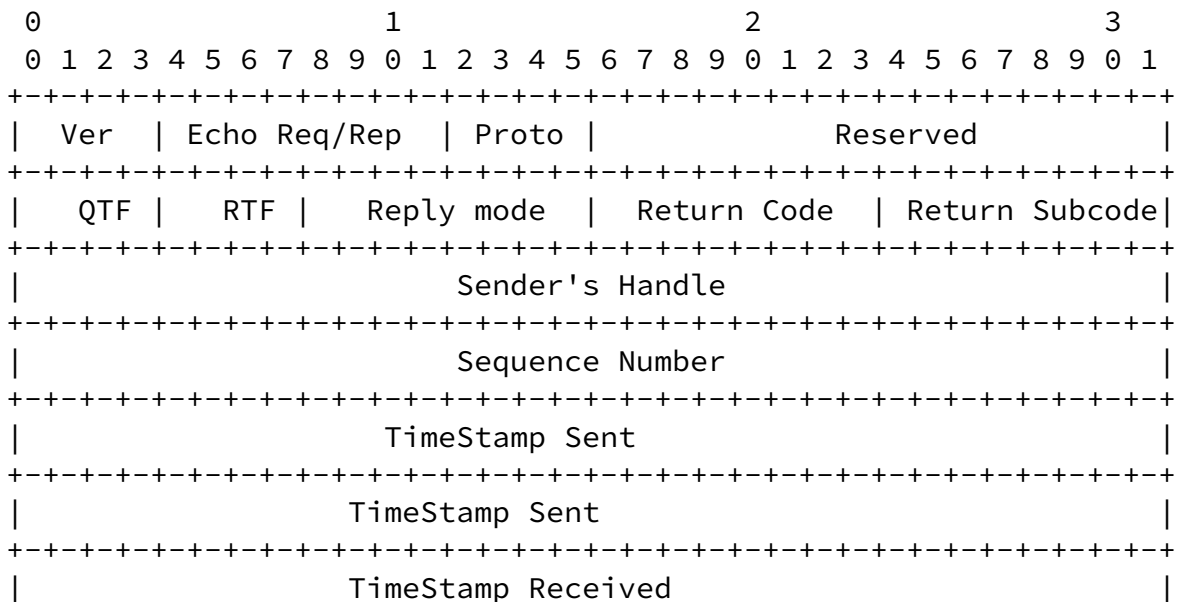 0                   1                   2                   3
 0 1 2 3 4 5 6 7 8 9 0 1 2 3 4 5 6 7 8 9 0 1 2 3 4 5 6 7 8 9 0 1
+-+-+-+-+-+-+-+-+-+-+-+-+-+-+-+-+-+-+-+-+-+-+-+-+-+-+-+-+-+-+-+-+
|  Ver  | Echo Req/Rep  | Proto |             Reserved          |
+-+-+-+-+-+-+-+-+-+-+-+-+-+-+-+-+-+-+-+-+-+-+-+-+-+-+-+-+-+-+-+-+
|   QTF |   RTF |   Reply mode  |  Return Code  | Return Subcode|
+-+-+-+-+-+-+-+-+-+-+-+-+-+-+-+-+-+-+-+-+-+-+-+-+-+-+-+-+-+-+-+-+
|                        Sender's Handle                        |
+-+-+-+-+-+-+-+-+-+-+-+-+-+-+-+-+-+-+-+-+-+-+-+-+-+-+-+-+-+-+-+-+
|                        Sequence Number                        |
+-+-+-+-+-+-+-+-+-+-+-+-+-+-+-+-+-+-+-+-+-+-+-+-+-+-+-+-+-+-+-+-+
|                    TimeStamp Sent                             |
+-+-+-+-+-+-+-+-+-+-+-+-+-+-+-+-+-+-+-+-+-+-+-+-+-+-+-+-+-+-+-+-+
|                  TimeStamp Sent                               |
+-+-+-+-+-+-+-+-+-+-+-+-+-+-+-+-+-+-+-+-+-+-+-+-+-+-+-+-+-+-+-+-+
|                  TimeStamp Received                           |